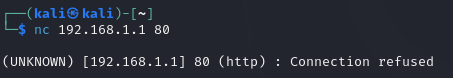 ┌──(kali㉿kali)-[~]
└─$ nc 192.168.1.1 80
(UNKNOWN) [192.168.1.1] 80 (http) : Connection refused